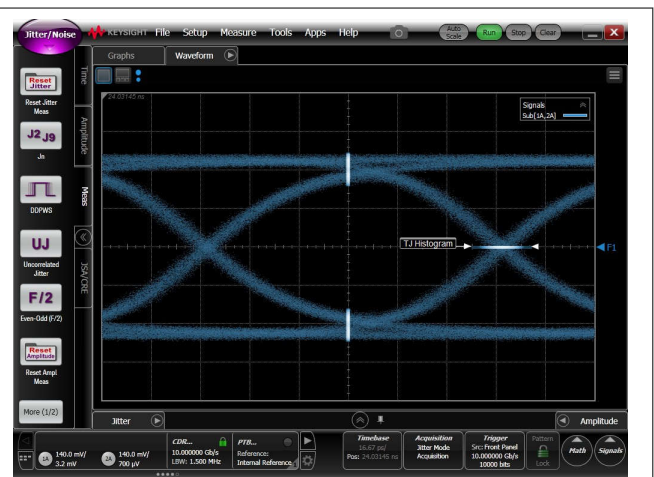 Jitter/Noise
KEYSIGHT File Setup Measure Tools Apps Help
Auto Scale
Run
Stop
Clear
Graphs
Waveform
Time
Amplitude
Meas
JSA/CRE
Reset Jitter
Reset Jitter
Meas
J2 J9
Jn
DDPWS
UJ
Uncorrelated
Jitter
F/2
Even-Odd (F/2)
Reset Amplitude
Reset Ampl
Meas
More (1/2)
24.03145 ns
Signals
Sub[1A,2A]
TJ Histogram
F1
Jitter
Amplitude
1A
140.0 mV/
3.2 mV
2A
140.0 mV/
700 µV
CDR...
10.000000 Gb/s
LBW: 1.500 MHz
PTB...
Reference:
Internal Reference
Timebase
16.67 ps/
Pos: 24.03145 ns
Acquisition
Jitter Mode
Acquisition
Trigger
Src: Front Panel
10.000000 Gb/s
10000 bits
Pattern
Lock
Math
Signals